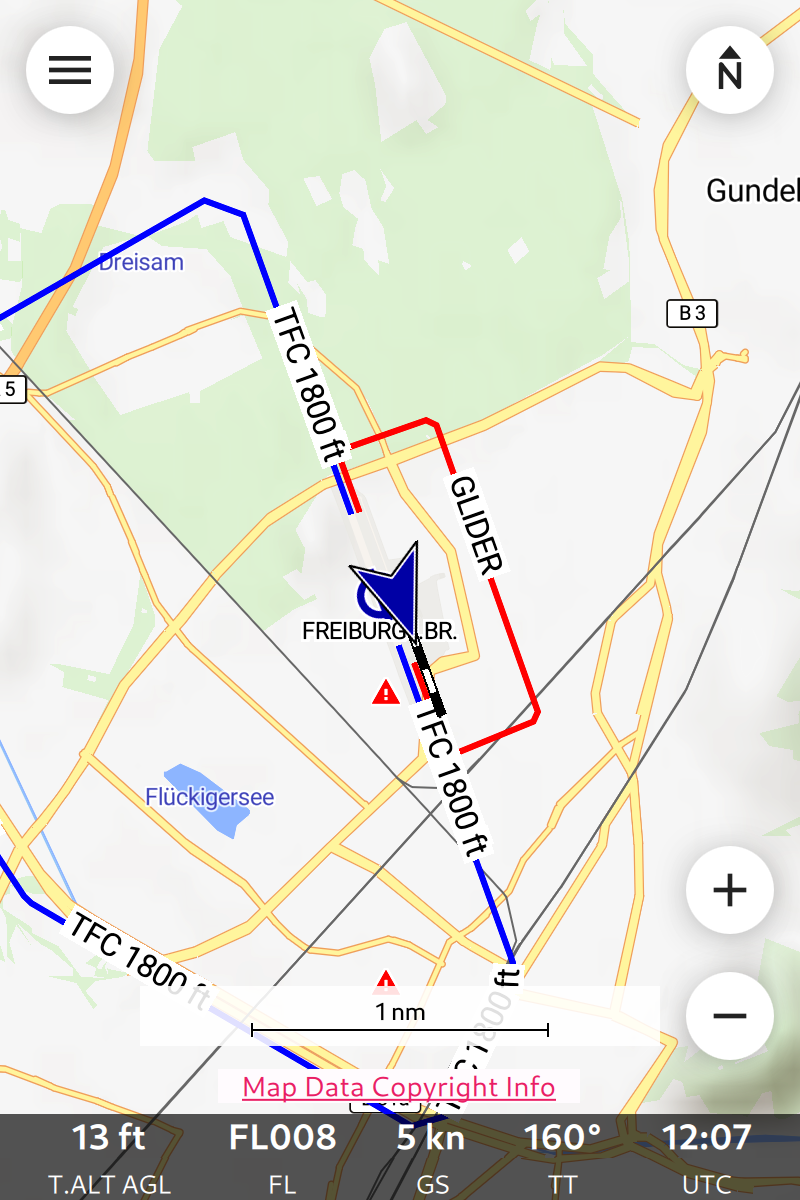 N
Gundel
Dreisam
B 3
TFC 1800 ft
5
GLIDER
FREIBURG BR.
TFC 1800 ft
Flückigersee
TFC 1800 ft
1800 ft
1 nm
Map Data Copyright Info
13 ft FL008 5 kn 160° 12:07
T.ALT AGL FL GS TT UTC